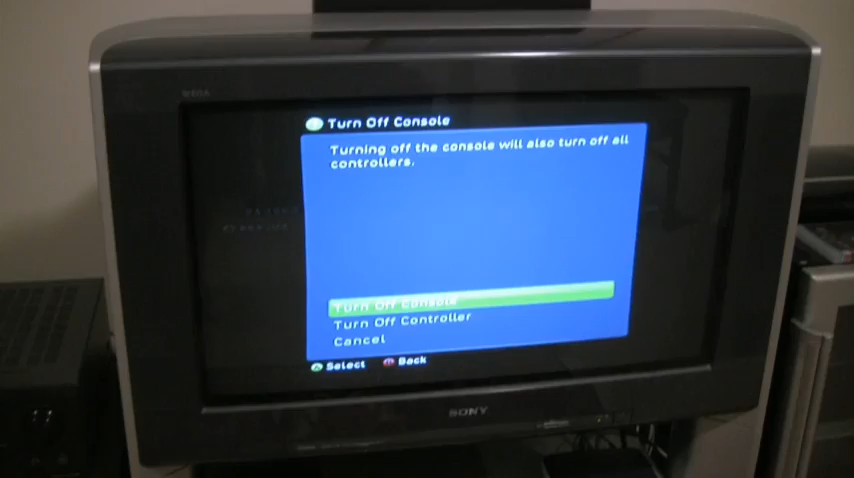 Turn Off Console
Turning off the console will also turn off all
controllers.
Turn Off Console
Turn Off Controller
Cancel
Select
Back
SONY